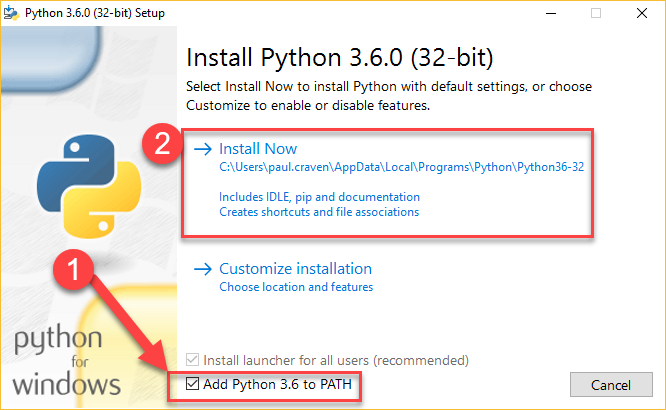 Python 3.6.0 (32-bit) Setup
Install Python 3.6.0 (32-bit)
Select Install Now to install Python with default settings, or choose
Customize to enable or disable features.
2
Install Now
C:\Users\paul.craven\AppData\Local\Programs\Python\Python36-32
Includes IDLE, pip and documentation
Creates shortcuts and file associations
1
Customize installation
Choose location and features
python
for
windows
Install launcher for all users (recommended)
Add Python 3.6 to PATH
Cancel